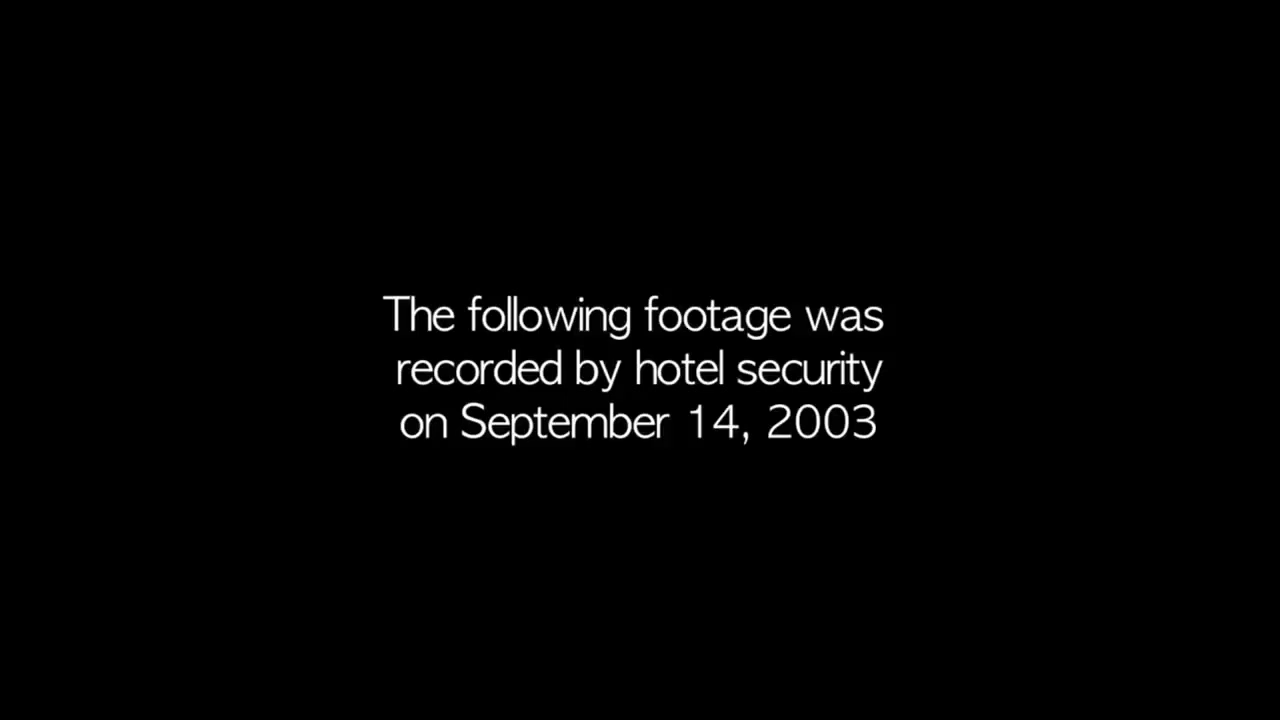 The following footage was
recorded by hotel security
on September 14, 2003